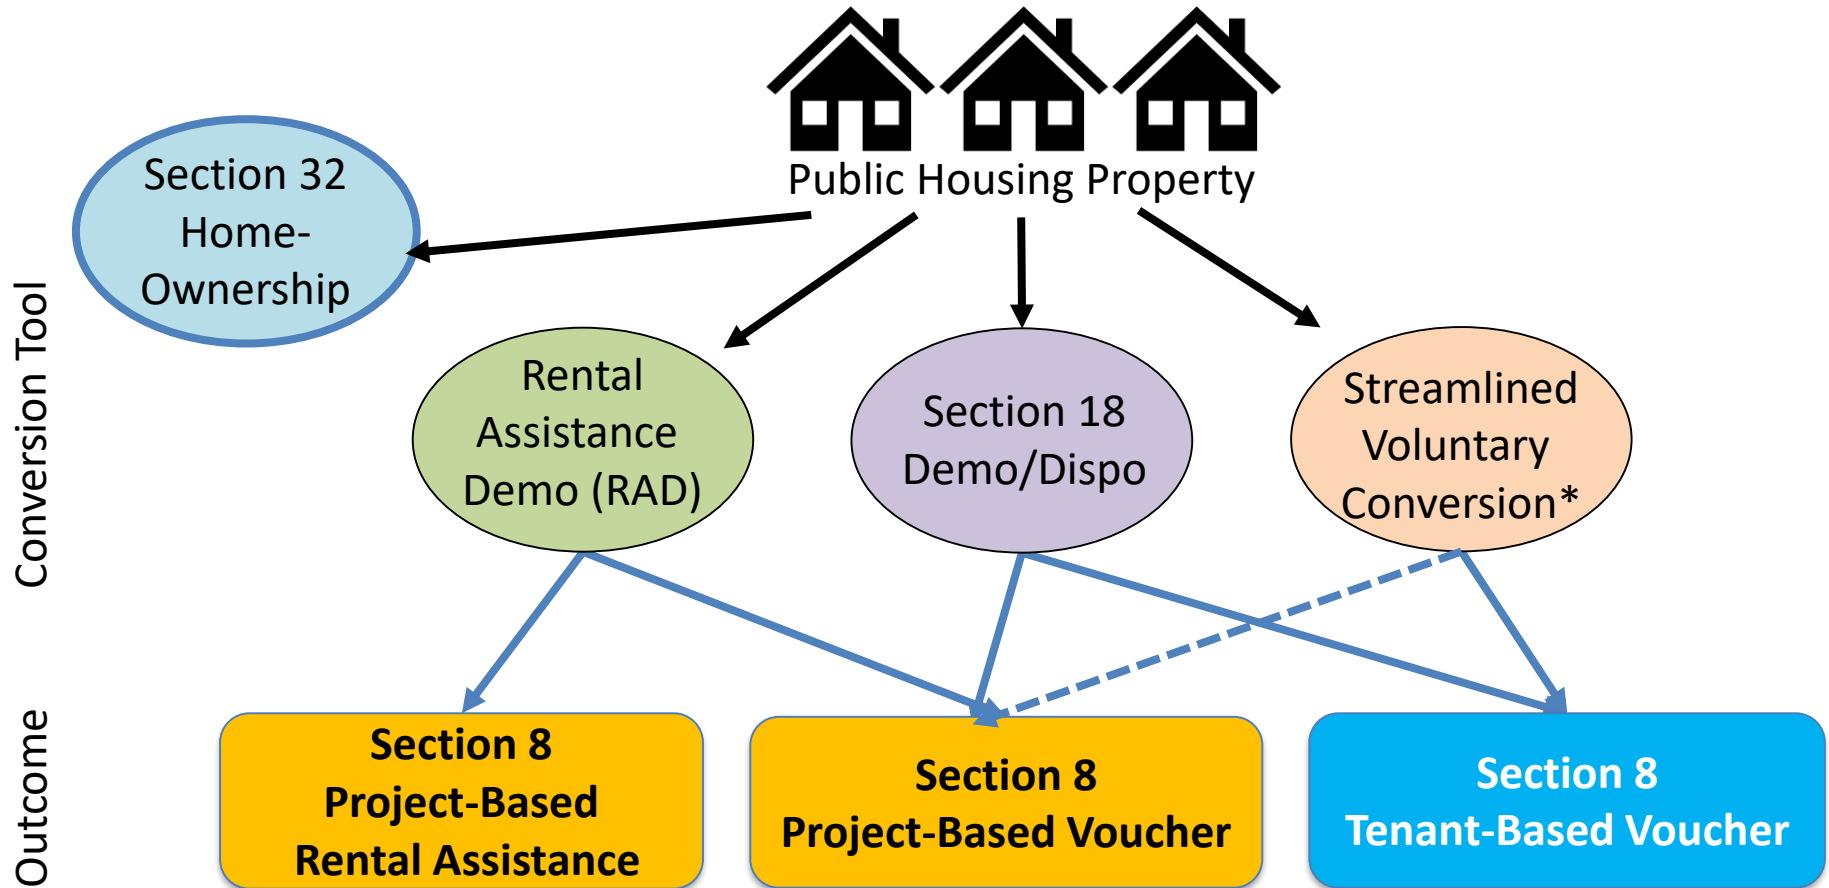 Public Housing Property
Section 32
Home-
Ownership
Conversion Tool
Rental
Assistance
Demo (RAD)
Section 18
Demo/Dispo
Streamlined
Voluntary
Conversion*
Outcome
Section 8
Project-Based
Rental Assistance
Section 8
Project-Based Voucher
Section 8
Tenant-Based Voucher